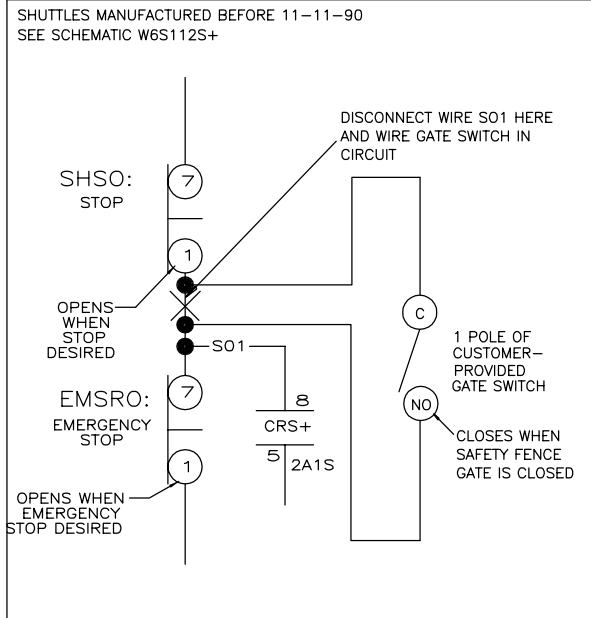 SHUTTLES MANUFACTURED BEFORE 11-11-90
SEE SCHEMATIC W6S112S+
DISCONNECT WIRE SO1 HERE
AND WIRE GATE SWITCH IN
CIRCUIT
SHSO:
STOP
7
1
OPENS
WHEN
STOP
DESIRED
C
1 POLE OF
CUSTOMER-
PROVIDED
GATE SWITCH
SO1
EMSRO:
EMERGENCY
STOP
7
8
CRS+
5
2A1S
NO
CLOSES WHEN
SAFETY FENCE
GATE IS CLOSED
1
OPENS WHEN
EMERGENCY
STOP DESIRED